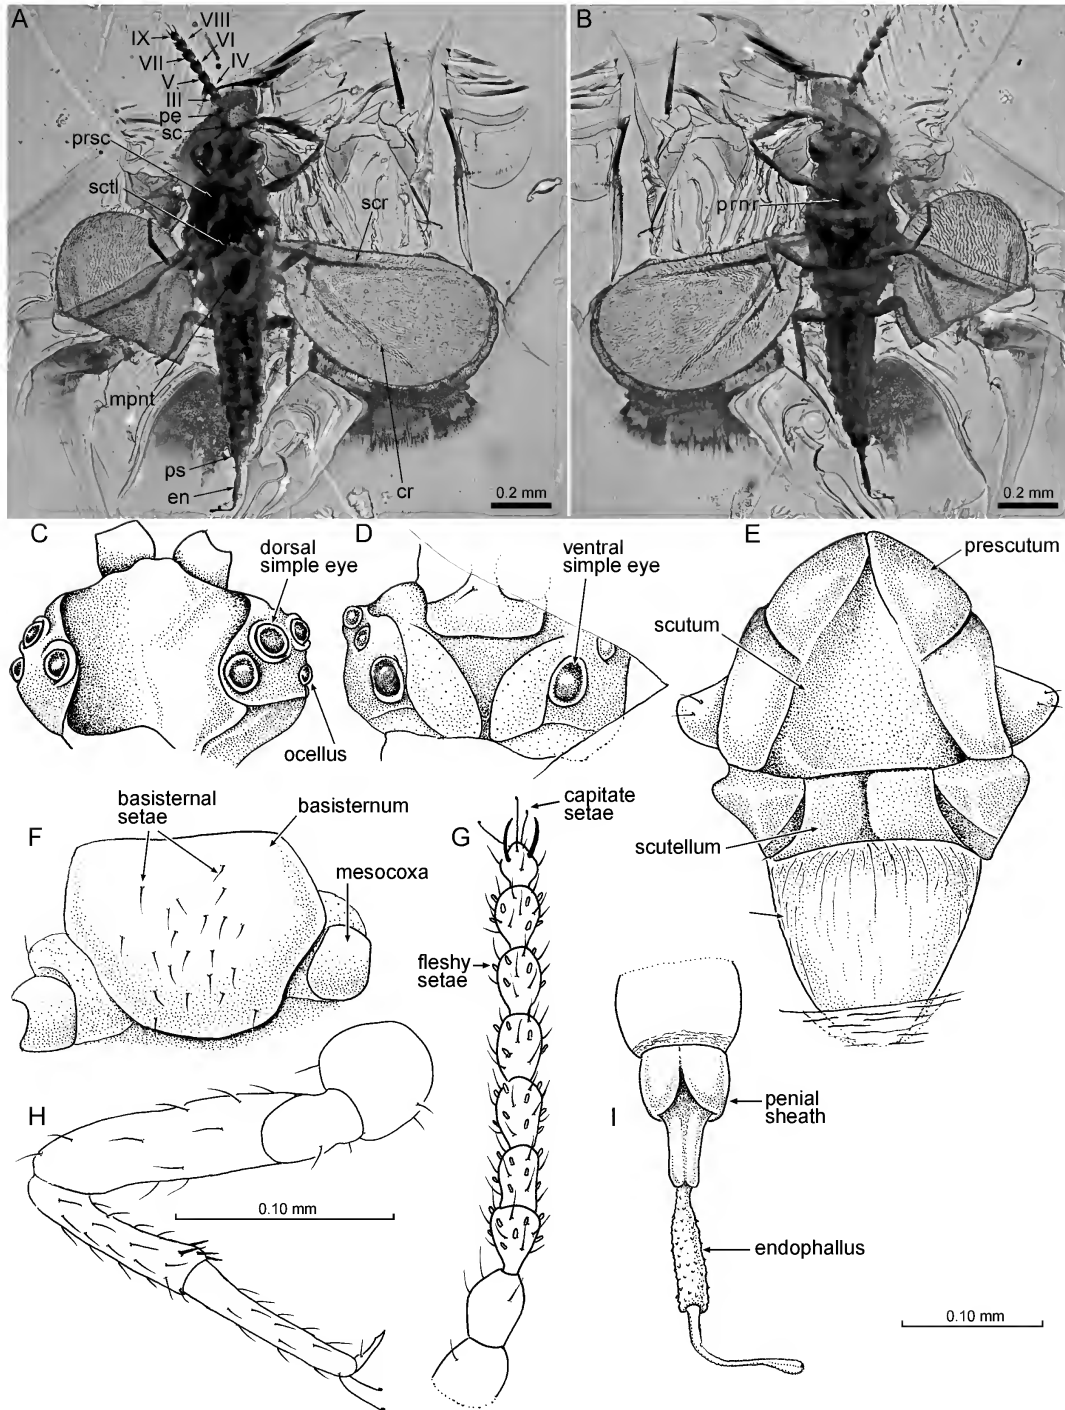 A
VIII
IX
VI
VII
IV
V
III
pe
sc
prsc
sctl
scr
mpnt
ps
en
cr
0.2 mm
B
prnr
0.2 mm
C
dorsal
simple eye
ocellus
D
ventral
simple eye
E
prescutum
scutum
scutellum
F
basisternal
setae
basisternum
mesocoxa
G
capitate
setae
fleshy
setae
H
0.10 mm
I
penial
sheath
endophallus
0.10 mm